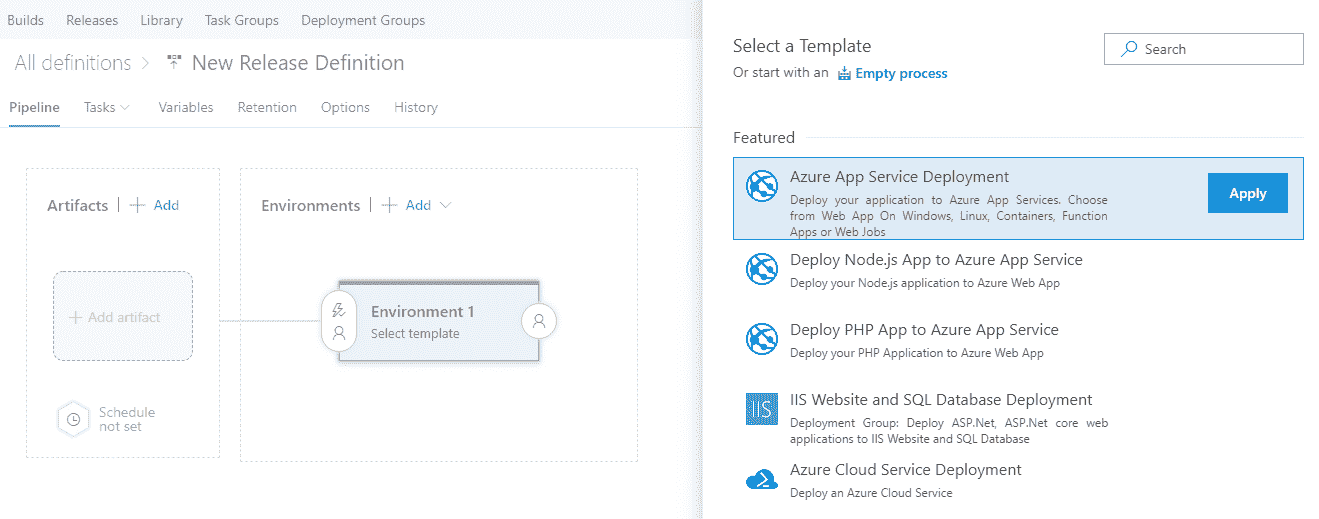 Builds Releases Library Task Groups Deployment Groups
All definitions > New Release Definition
Pipeline Tasks Variables Retention Options History
Artifacts | + Add
+ Add artifact
Schedule
not set
Environments | + Add
Environment 1
Select template
Select a Template
Or start with an Empty process
Search
Featured
Azure App Service Deployment
Deploy your application to Azure App Services. Choose
from Web App On Windows, Linux, Containers, Function
Apps or Web Jobs
Apply
Deploy Node.js App to Azure App Service
Deploy your Node.js application to Azure Web App
Deploy PHP App to Azure App Service
Deploy your PHP Application to Azure Web App
IIS
IIS Website and SQL Database Deployment
Deployment Group: Deploy ASP.Net, ASP.Net core web
applications to IIS Website and SQL Database
Azure Cloud Service Deployment
Deploy an Azure Cloud Service